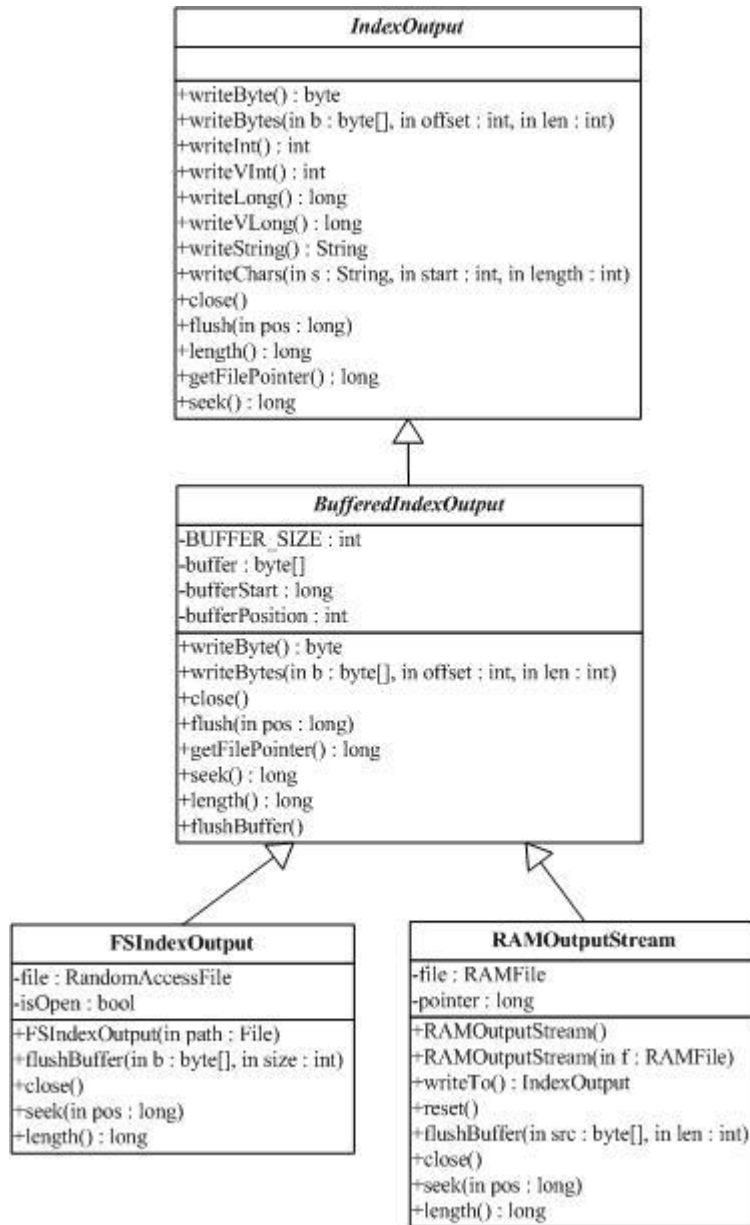 IndexOutput
+writeByte() : byte
+writeBytes(in b : byte[], in offset : int, in len : int)
+writeInt() : int
+writeVInt() : int
+writeLong() : long
+writeVLong() : long
+writeString() : String
+writeChars(in s : String, in start : int, in length : int)
+close()
+flush(in pos : long)
+length() : long
+getFilePointer() : long
+seek() : long
BufferedIndexOutput
-BUFFER_SIZE : int
-buffer : byte[]
-bufferStart : long
-bufferPosition : int
+writeByte() : byte
+writeBytes(in b : byte[], in offset : int, in len : int)
+close()
+flush(in pos : long)
+getFilePointer() : long
+seek() : long
+length() : long
+flushBuffer()
FSIndexOutput
-file : RandomAccessFile
-isOpen : bool
+FSIndexOutput(in path : File)
+flushBuffer(in b : byte[], in size : int)
+close()
+seek(in pos : long)
+length() : long
RAMOutputStream
-file : RAMFile
-pointer : long
+RAMOutputStream()
+RAMOutputStream(in f : RAMFile)
+writeTo() : IndexOutput
+reset()
+flushBuffer(in src : byte[], in len : int)
+close()
+seek(in pos : long)
+length() : long